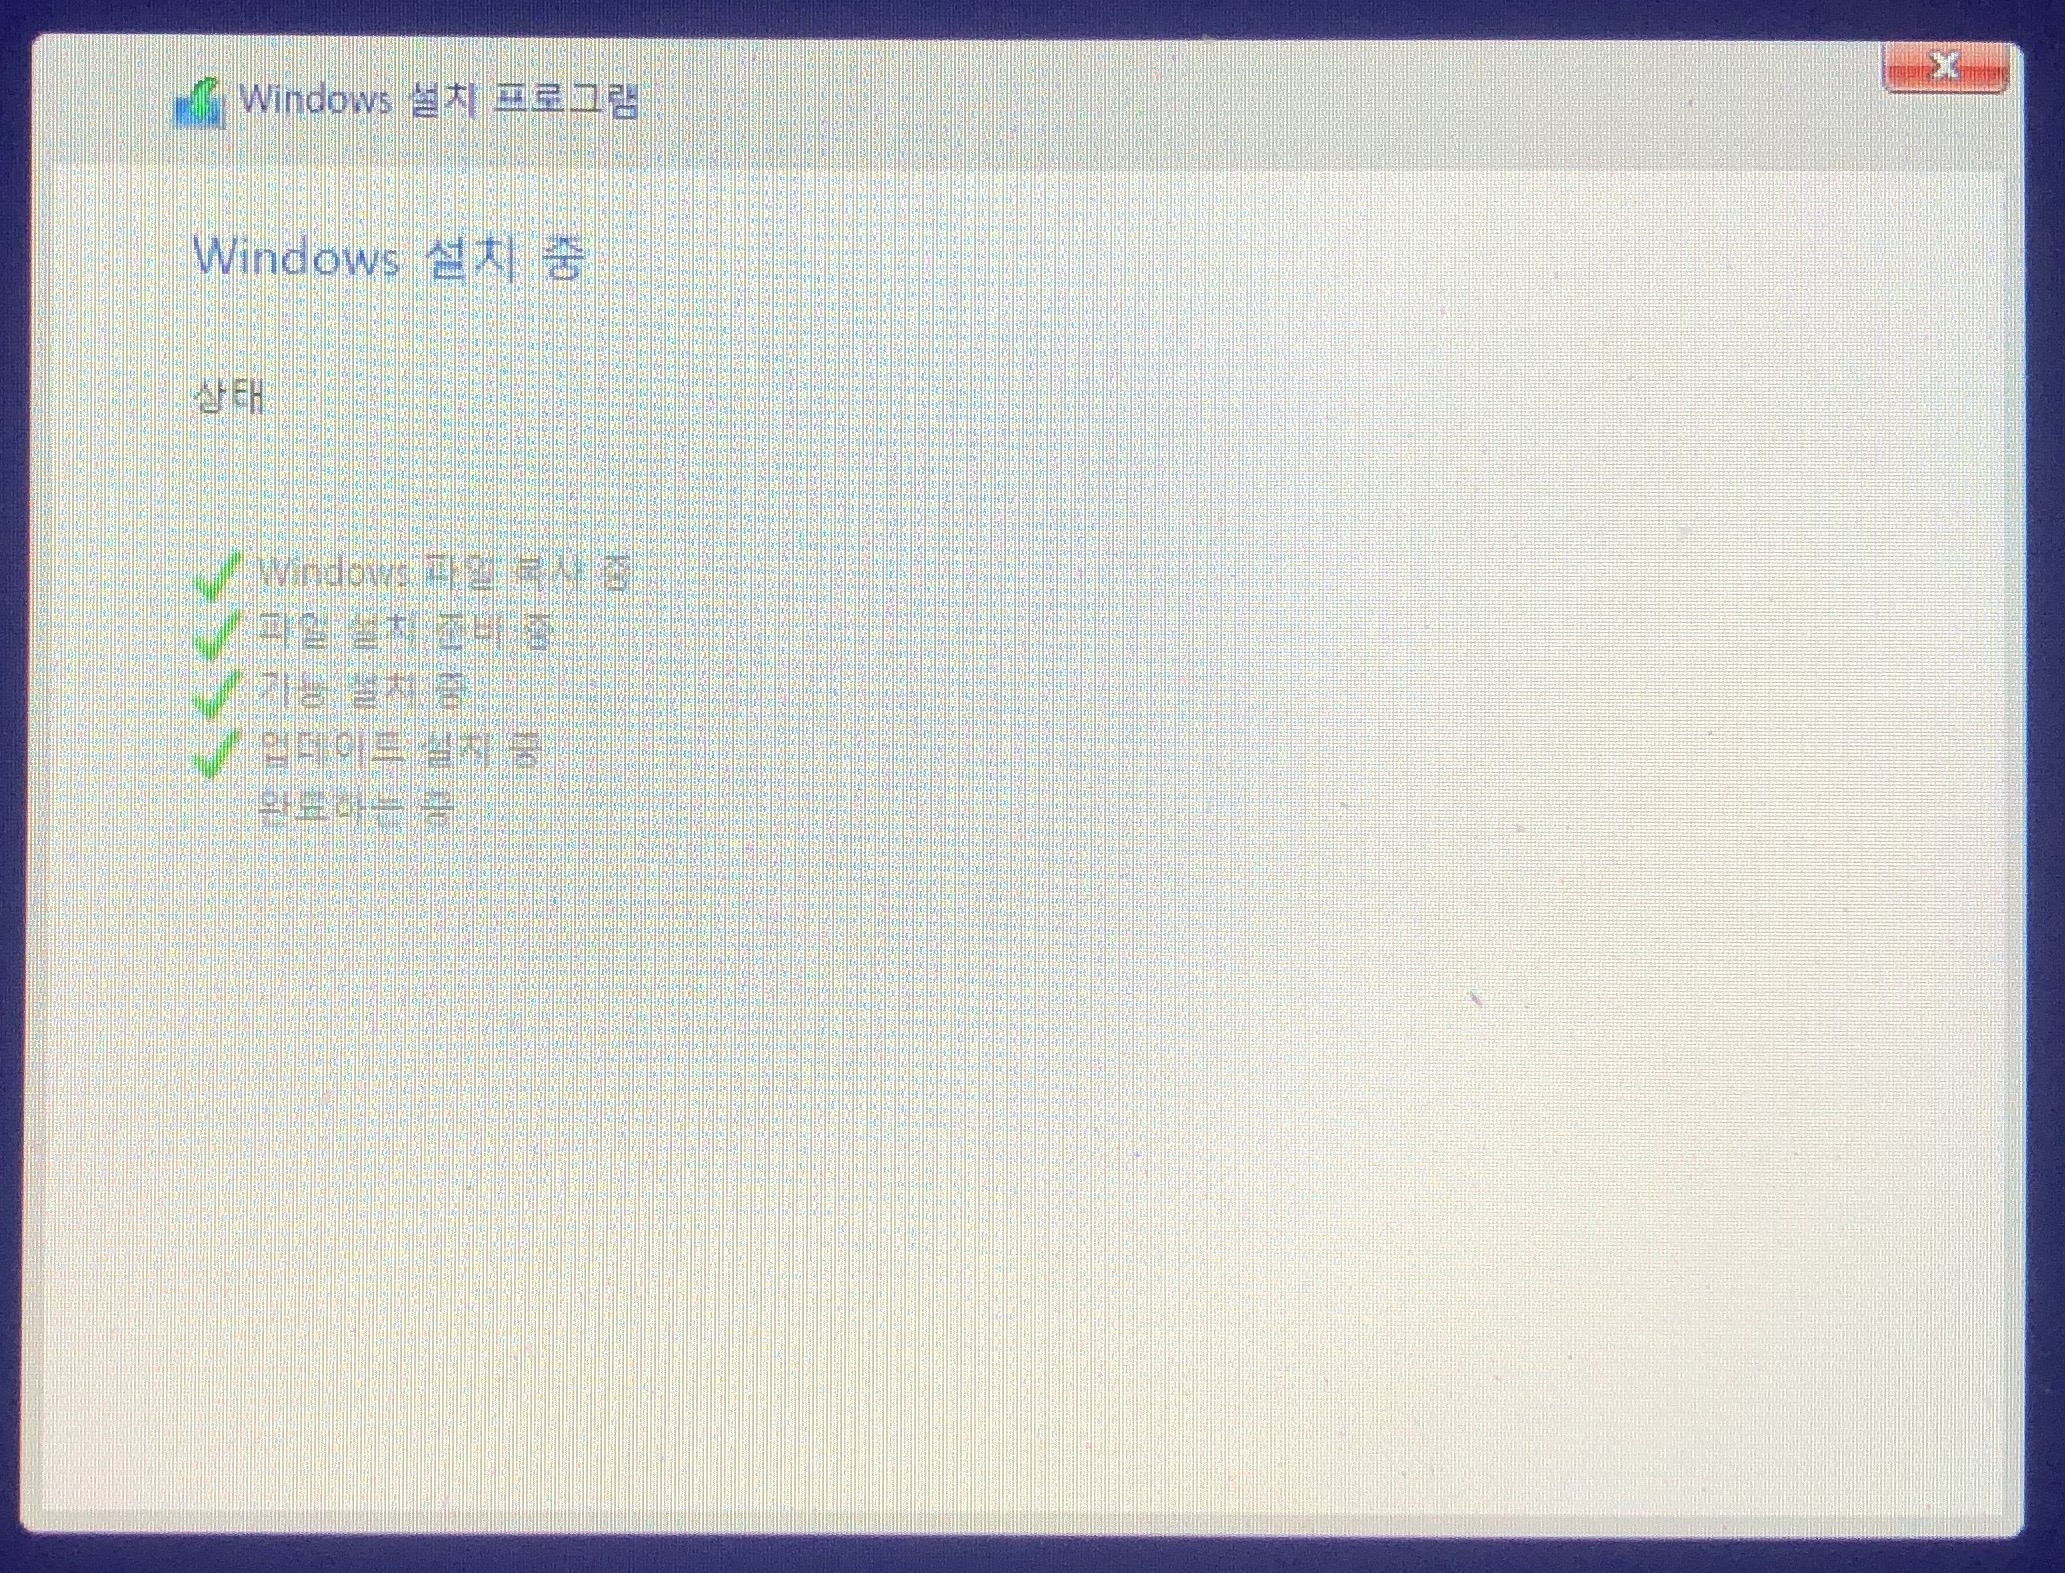 Windows 설치 프로그램
Windows 설치 중
상태
Windows 파일 복사 중
파일 설치 준비 중
기능 설치 중
업데이트 설치 중
완료하는 중